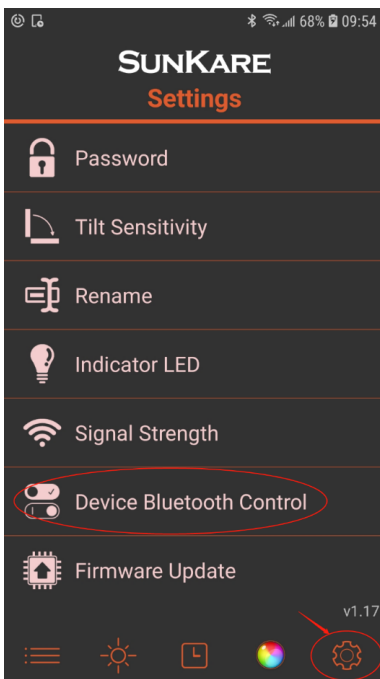 68% 09:54
SUNKARE
Settings
Password
Tilt Sensitivity
Rename
Indicator LED
Signal Strength
Device Bluetooth Control
Firmware Update
v1.17